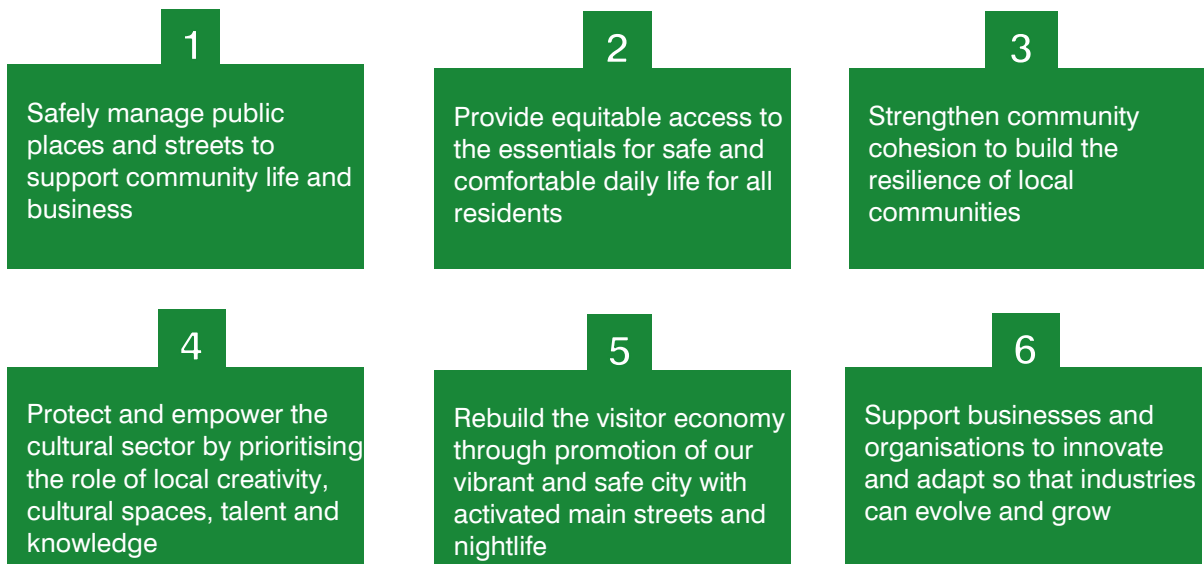 1
Safely manage public
places and streets to
support community life and
business
2
Provide equitable access to
the essentials for safe and
comfortable daily life for all
residents
3
Strengthen community
cohesion to build the
resilience of local
communities
4
Protect and empower the
cultural sector by prioritising
the role of local creativity,
cultural spaces, talent and
knowledge
5
Rebuild the visitor economy
through promotion of our
vibrant and safe city with
activated main streets and
nightlife
6
Support businesses and
organisations to innovate
and adapt so that industries
can evolve and grow